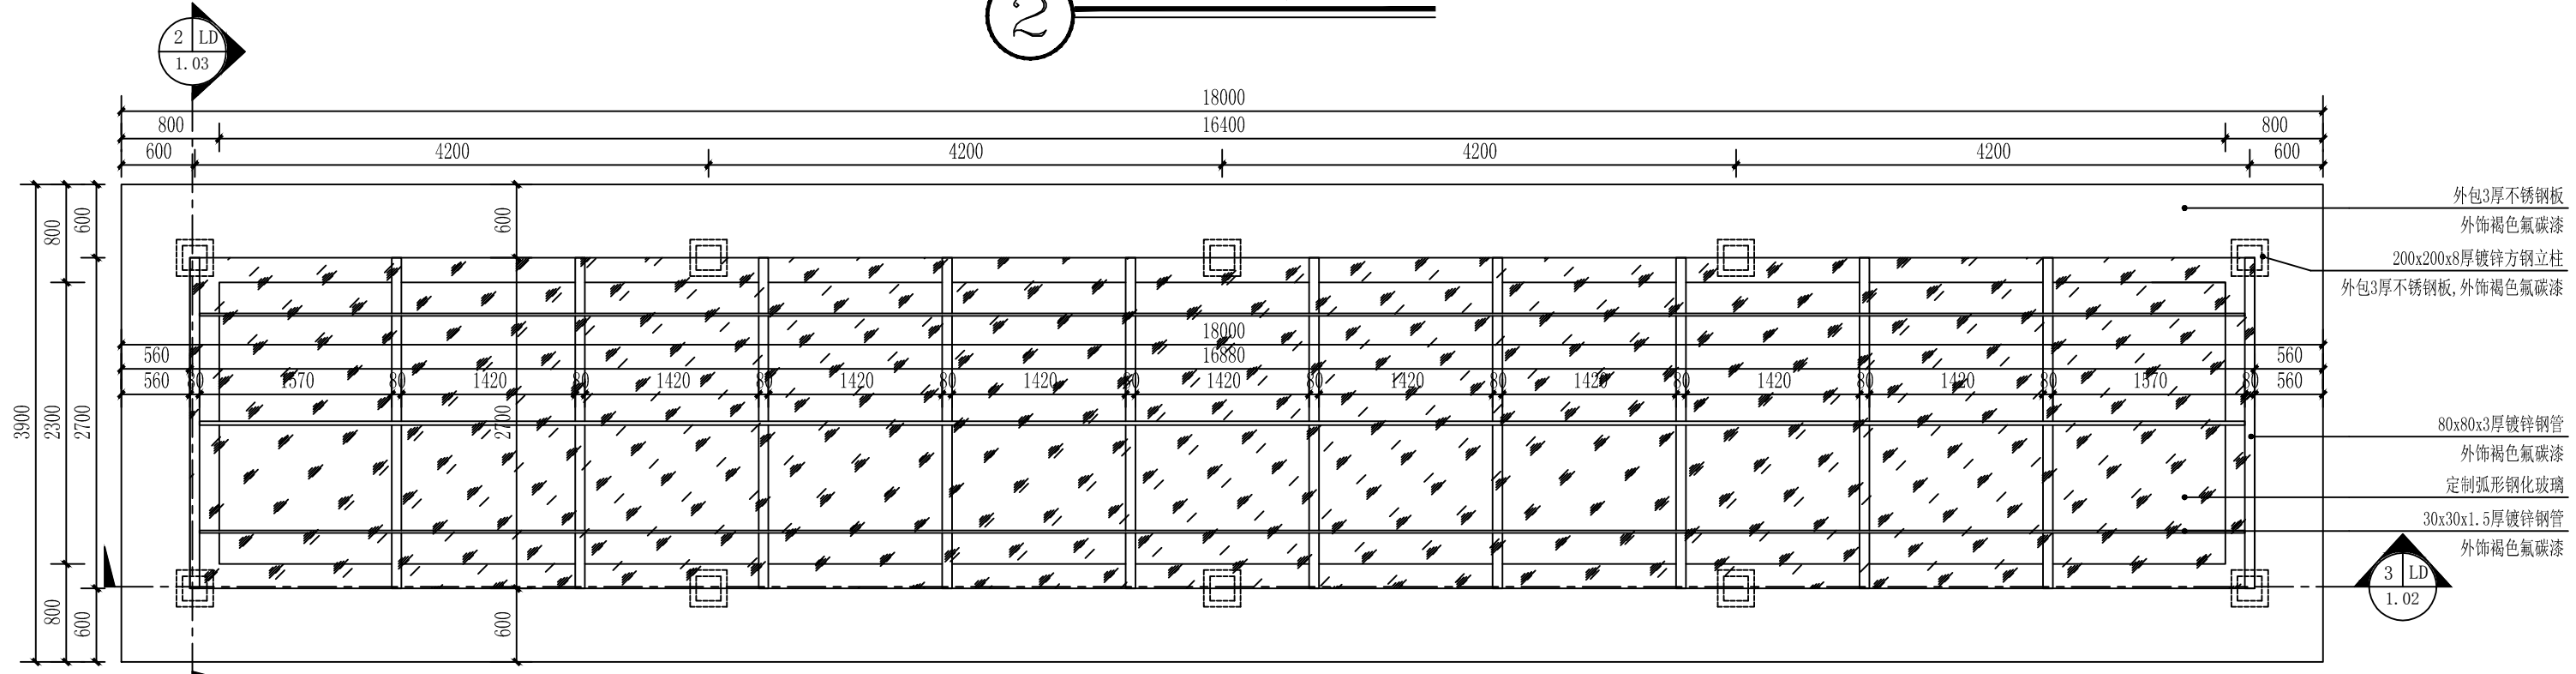 2
2 LD
1.03
18000
800 16400 800
600 4200 4200 4200 4200 600
600
800
600
3900
2300
2700
2700
800
600
600
18000
560 16880 560
560 80 1570 80 1420 80 1420 80 1420 80 1420 80 1420 80 1420 80 1420 80 1420 80 1420 80 1570 80 560
外包3厚不锈钢板
外饰褐色氟碳漆
200x200x8厚镀锌方钢立柱
外包3厚不锈钢板,外饰褐色氟碳漆
80x80x3厚镀锌钢管
外饰褐色氟碳漆
定制弧形钢化玻璃
30x30x1.5厚镀锌钢管
外饰褐色氟碳漆
3 LD
1.02